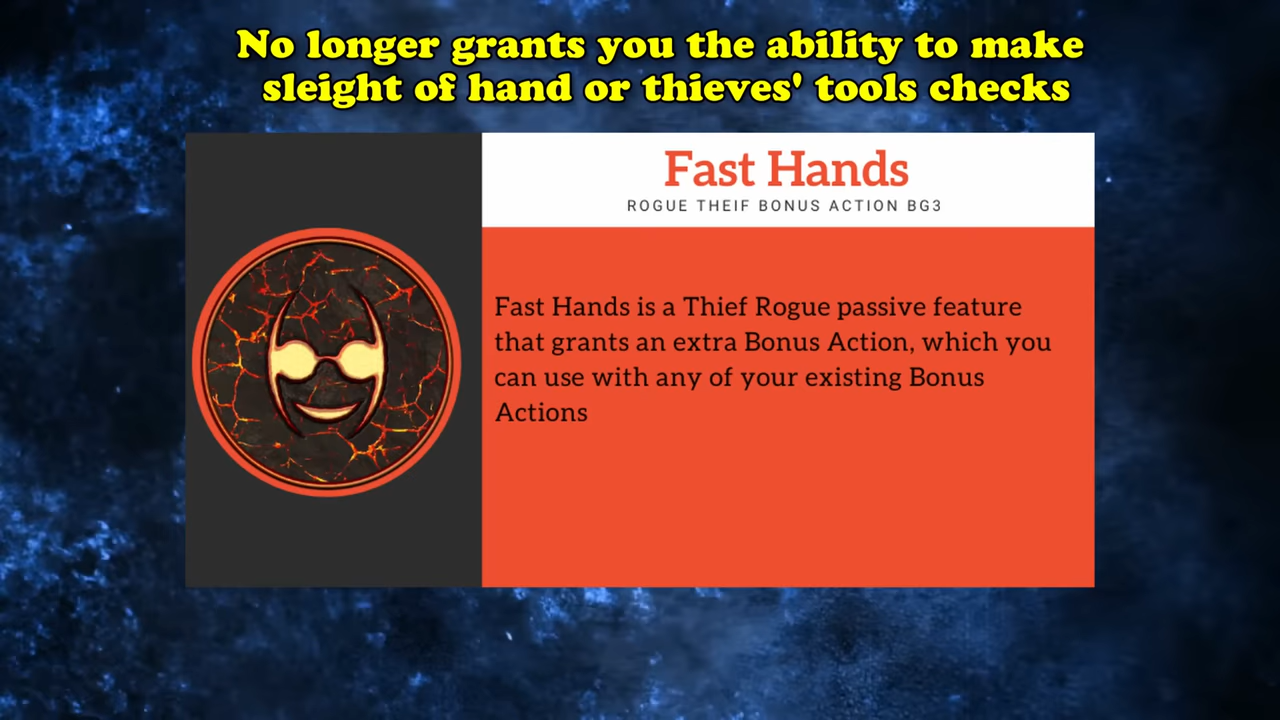 No longer grants you the ability to make
sleight of hand or thieves' tools checks
Fast Hands
ROGUE THEIF BONUS ACTION BG3
Fast Hands is a Thief Rogue passive feature
that grants an extra Bonus Action, which you
can use with any of your existing Bonus
Actions